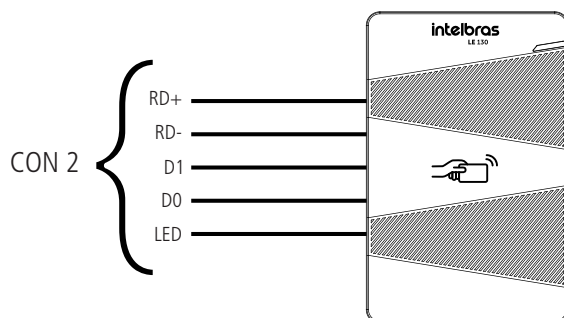 intelbras
LE 130
CON 2
RD+
RD-
D1
D0
LED